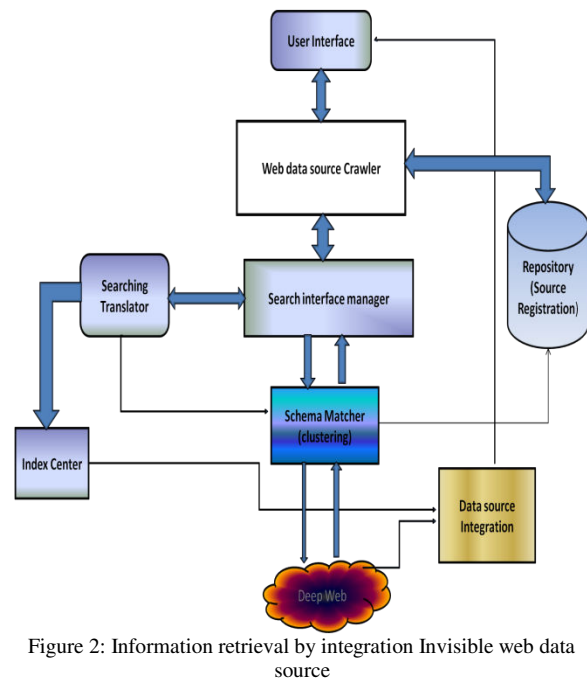 User Interface
Web data source Crawler
Repository
(Source
Registration)
Searching
Translator
Search interface manager
Schema Matcher
(clustering)
Index Center
Data source
Integration
Deep Web
Figure 2: Information retrieval by integration Invisible web data
source